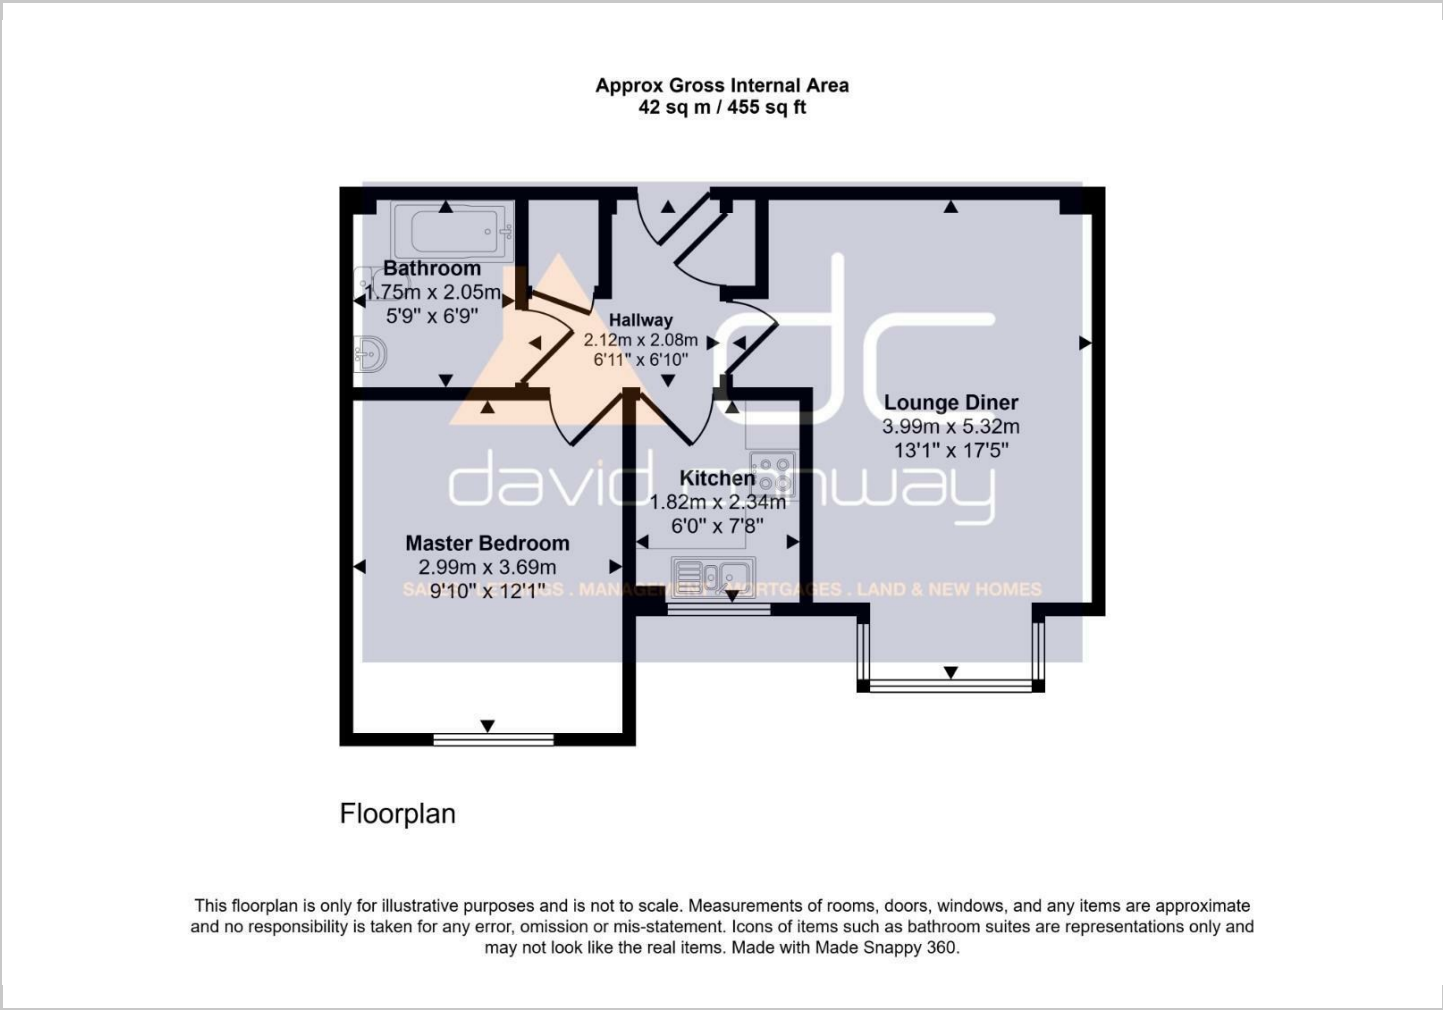 Approx Gross Internal Area
42 sq m / 455 sq ft
Bathroom
1.75m x 2.05m
5'9" x 6'9"
Hallway
2.12m x 2.08m
6'11" x 6'10"
dc
Lounge Diner
3.99m x 5.32m
13'1" x 17'5"
david conway
Kitchen
1.82m x 2.34m
6'0" x 7'8"
Master Bedroom
2.99m x 3.69m
9'10" x 12'1"
SALES . LETTINGS . MANAGEMENT . MORTGAGES . LAND & NEW HOMES
Floorplan
This floorplan is only for illustrative purposes and is not to scale. Measurements of rooms, doors, windows, and any items are approximate
and no responsibility is taken for any error, omission or mis-statement. Icons of items such as bathroom suites are representations only and
may not look like the real items. Made with Made Snappy 360.